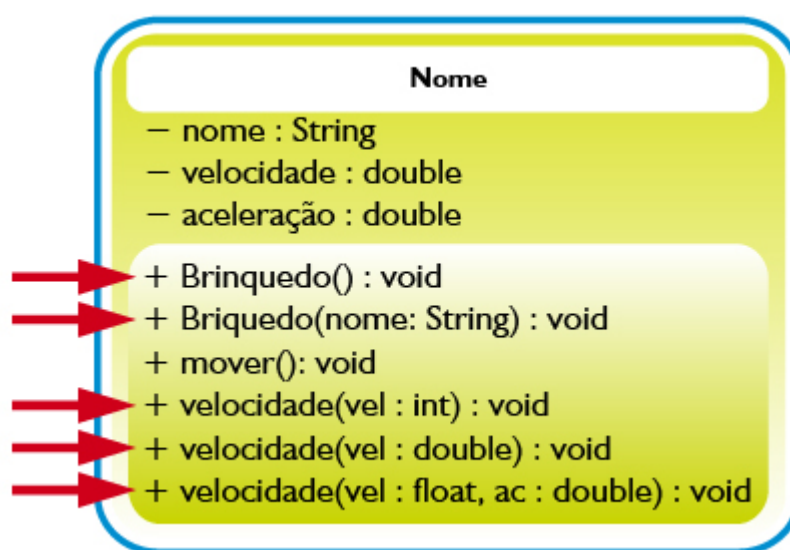 Nome
− nome : String
− velocidade : double
− aceleração : double
+ Brinquedo() : void
+ Briquedo(nome: String) : void
+ mover(): void
+ velocidade(vel : int) : void
+ velocidade(vel : double) : void
+ velocidade(vel : float, ac : double) : void